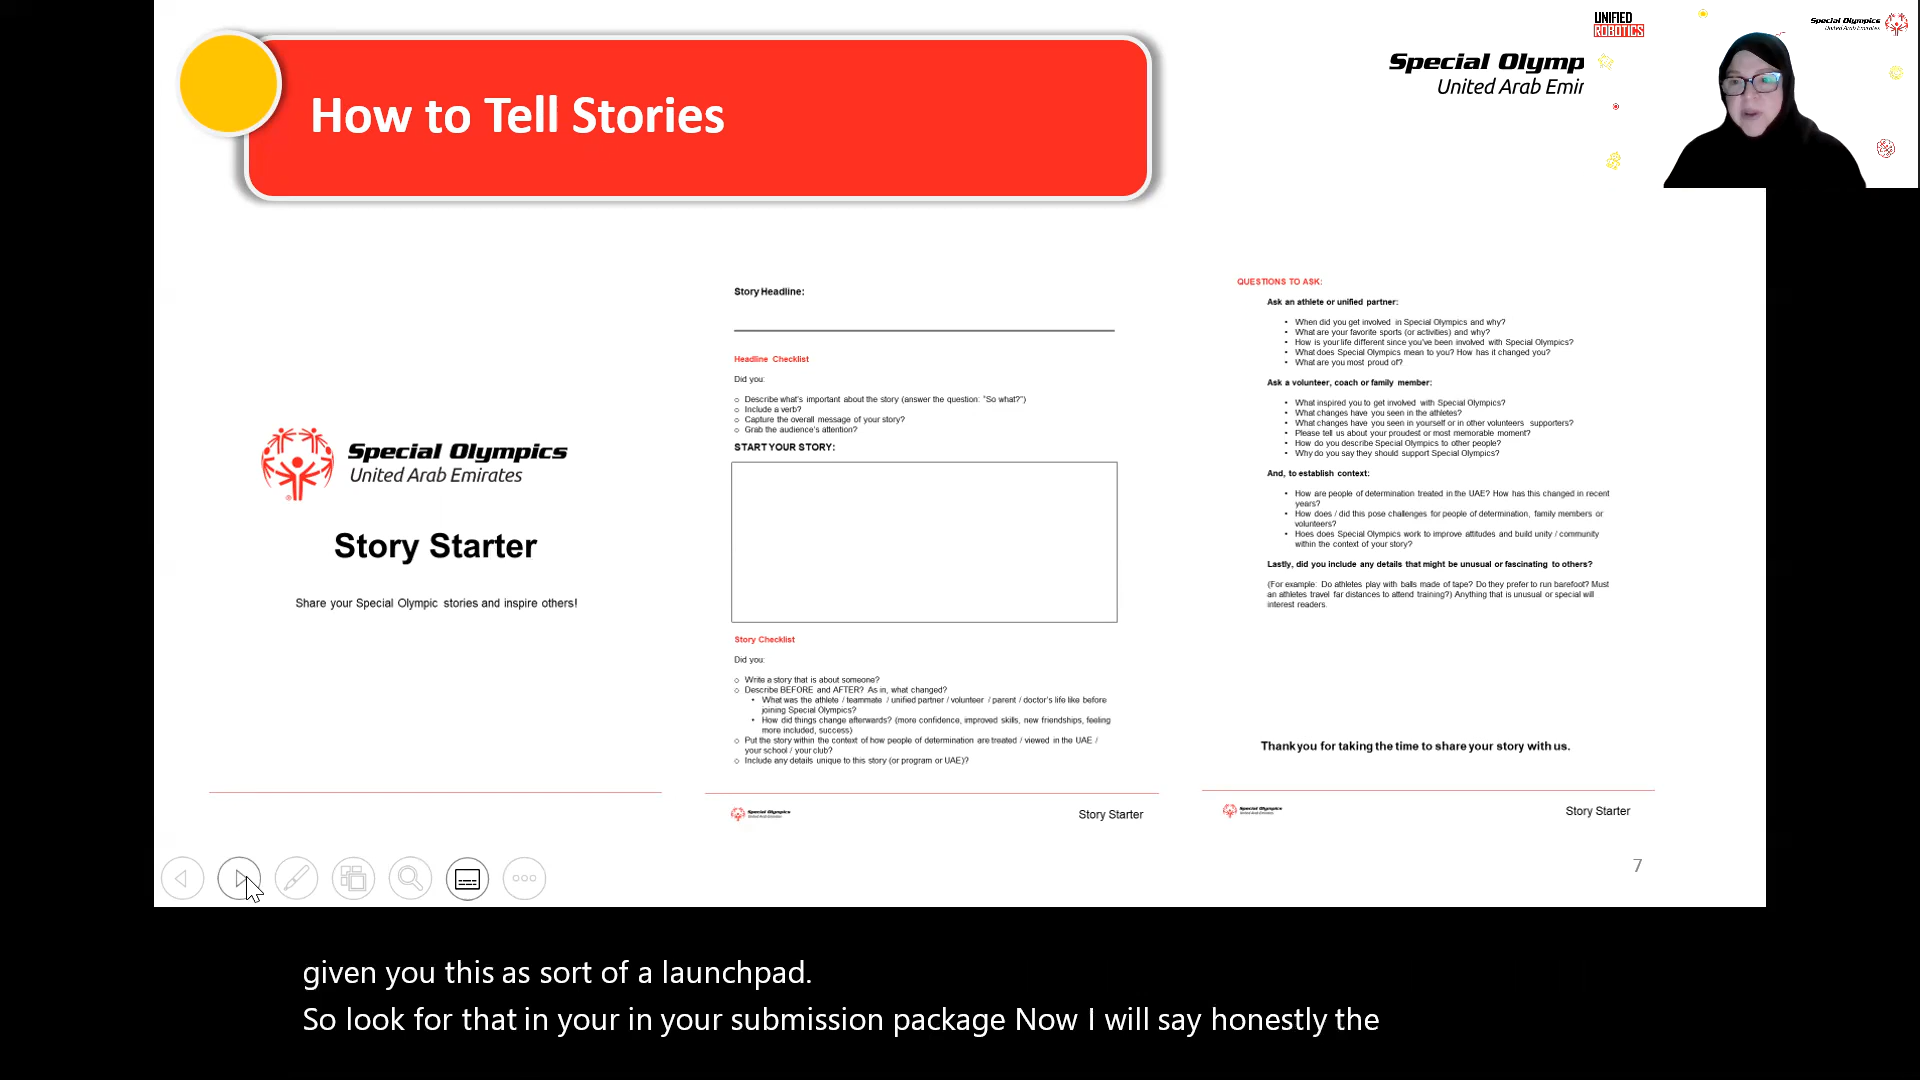 How to Tell Stories
Special Olymp
United Arab Emir
UNIFIED
ROBOTICS
Special Olympics
United Arab Emirates
Special Olympics
United Arab Emirates
Story Starter
Share your Special Olympic stories and inspire others!
Story Headline:
Headline Checklist
Did you:
o Describe what's important about the story (answer the question: "So what?")
o Include a verb?
o Capture the overall message of your story?
o Grab the audience's attention?
START YOUR STORY:
Story Checklist
Did you:
o Write a story that is about someone?
o Describe BEFORE and AFTER? As in, what changed?
• What was the athlete / teammate / unified partner / volunteer / parent / doctor's life like before
joining Special Olympics?
• How did things change afterwards? (more confidence, improved skills, new friendships, feeling
more included, success)
o Put the story within the context of how people of determination are treated / viewed in the UAE /
your school / your club?
o Include any details unique to this story (or program or UAE)?
Special Olympics
United Arab Emirates
Story Starter
QUESTIONS TO ASK:
Ask an athlete or unified partner:
• When did you get involved in Special Olympics and why?
• What are your favorite sports (or activities) and why?
• How is your life different since you've been involved with Special Olympics?
• What does Special Olympics mean to you? How has it changed you?
• What are you most proud of?
Ask a volunteer, coach or family member:
• What inspired you to get involved with Special Olympics?
• What changes have you seen in the athletes?
• What changes have you seen in yourself or in other volunteers supporters?
• Please tell us about your proudest or most memorable moment?
• How do you describe Special Olympics to other people?
• Why do you say they should support Special Olympics?
And, to establish context:
• How are people of determination treated in the UAE? How has this changed in recent
years?
• How does / did this pose challenges for people of determination, family members or
volunteers?
• Hoes does Special Olympics work to improve attitudes and build unity / community
within the context of your story?
Lastly, did you include any details that might be unusual or fascinating to others?
(For example: Do athletes play with balls made of tape? Do they prefer to run barefoot? Must
an athletes travel far distances to attend training?) Anything that is unusual or special will
interest readers.
Thank you for taking the time to share your story with us.
Special Olympics
United Arab Emirates
Story Starter
7
given you this as sort of a launchpad.
So look for that in your in your submission package Now I will say honestly the